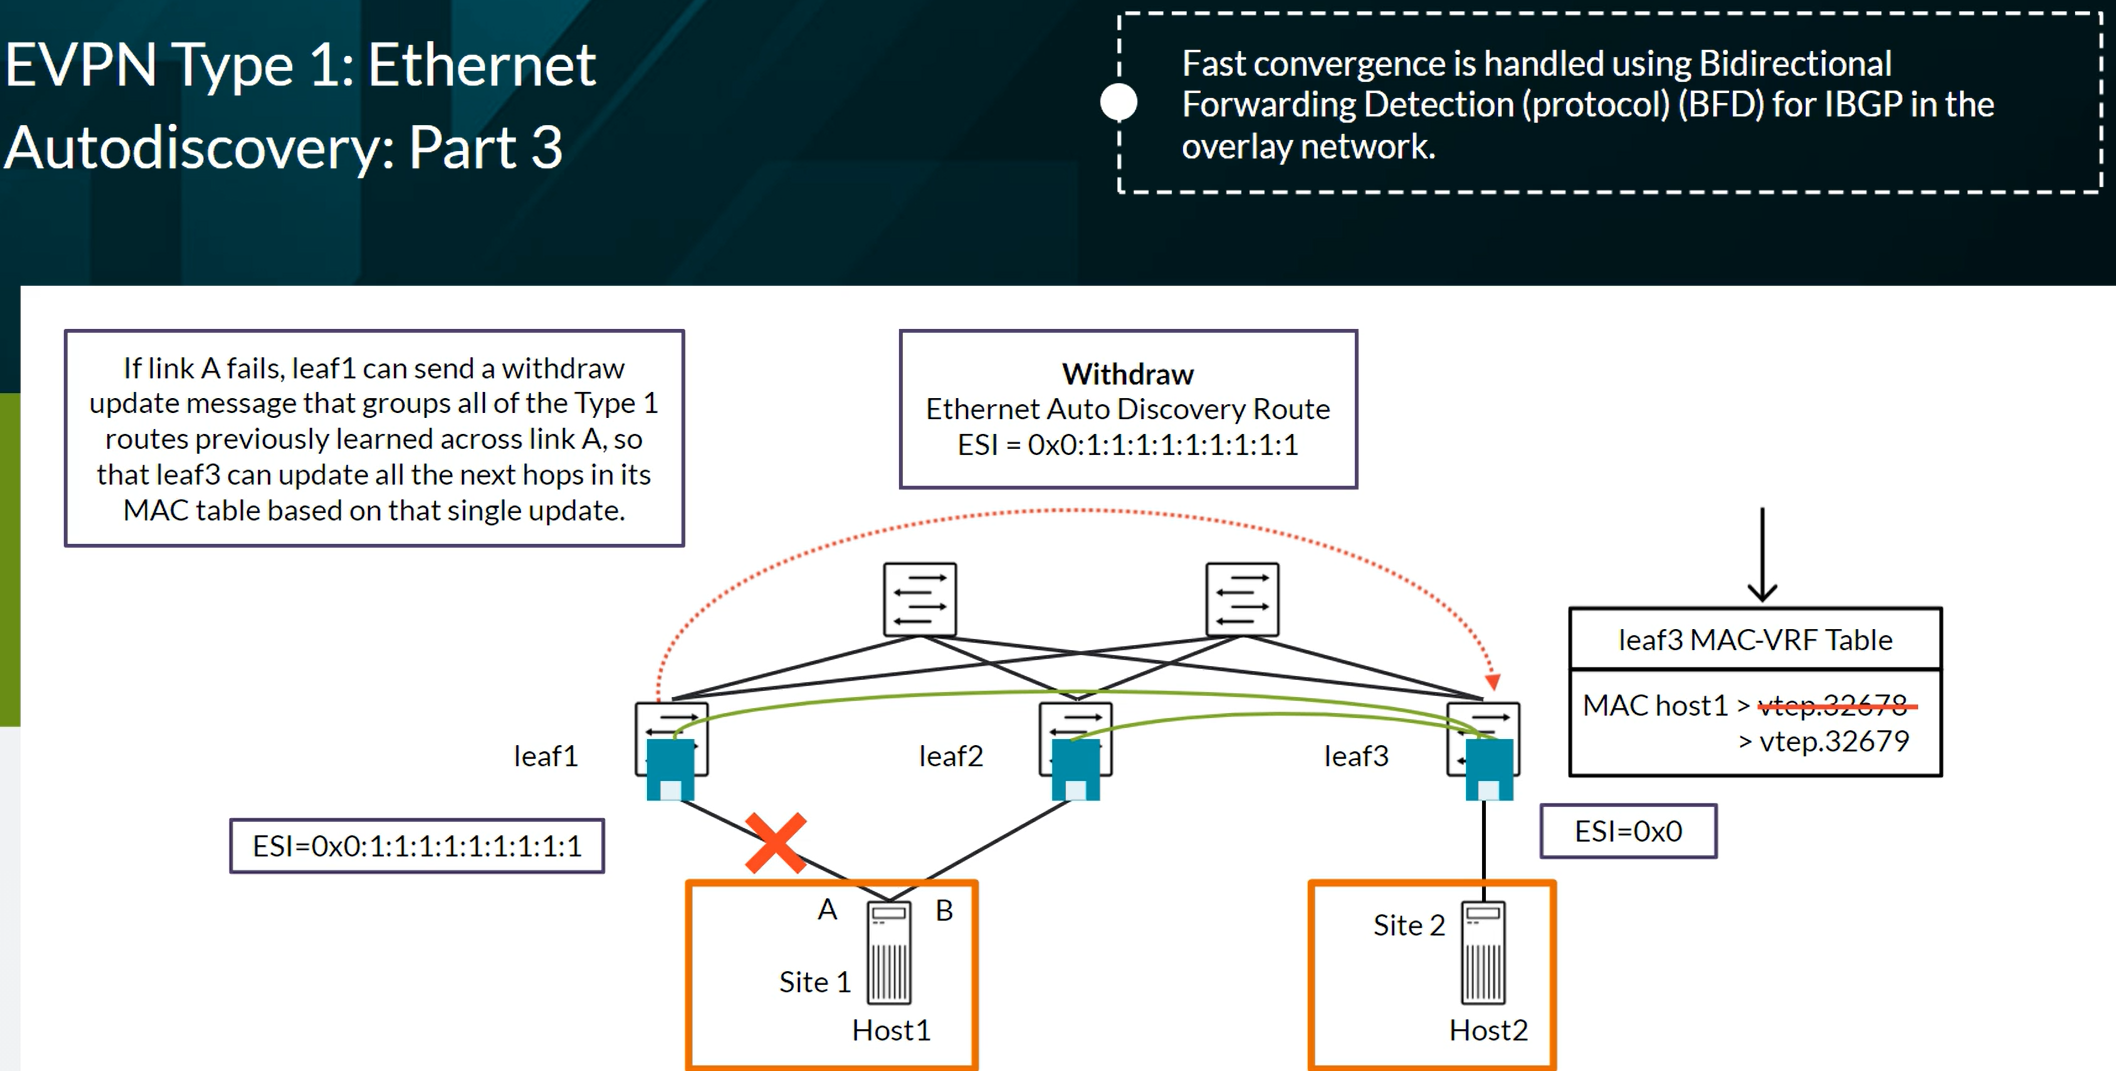 EVPN Type 1: Ethernet
Autodiscovery: Part 3
Fast convergence is handled using Bidirectional
Forwarding Detection (protocol) (BFD) for IBGP in the
overlay network.
If link A fails, leaf1 can send a withdraw
update message that groups all of the Type 1
routes previously learned across link A, so
that leaf3 can update all the next hops in its
MAC table based on that single update.
Withdraw
Ethernet Auto Discovery Route
ESI = 0x0:1:1:1:1:1:1:1:1:1
leaf3 MAC-VRF Table
MAC host1 > vtep.32678
> vtep.32679
leaf1
leaf2
leaf3
ESI=0x0:1:1:1:1:1:1:1:1:1
ESI=0x0
A
B
Site 1
Host1
Site 2
Host2